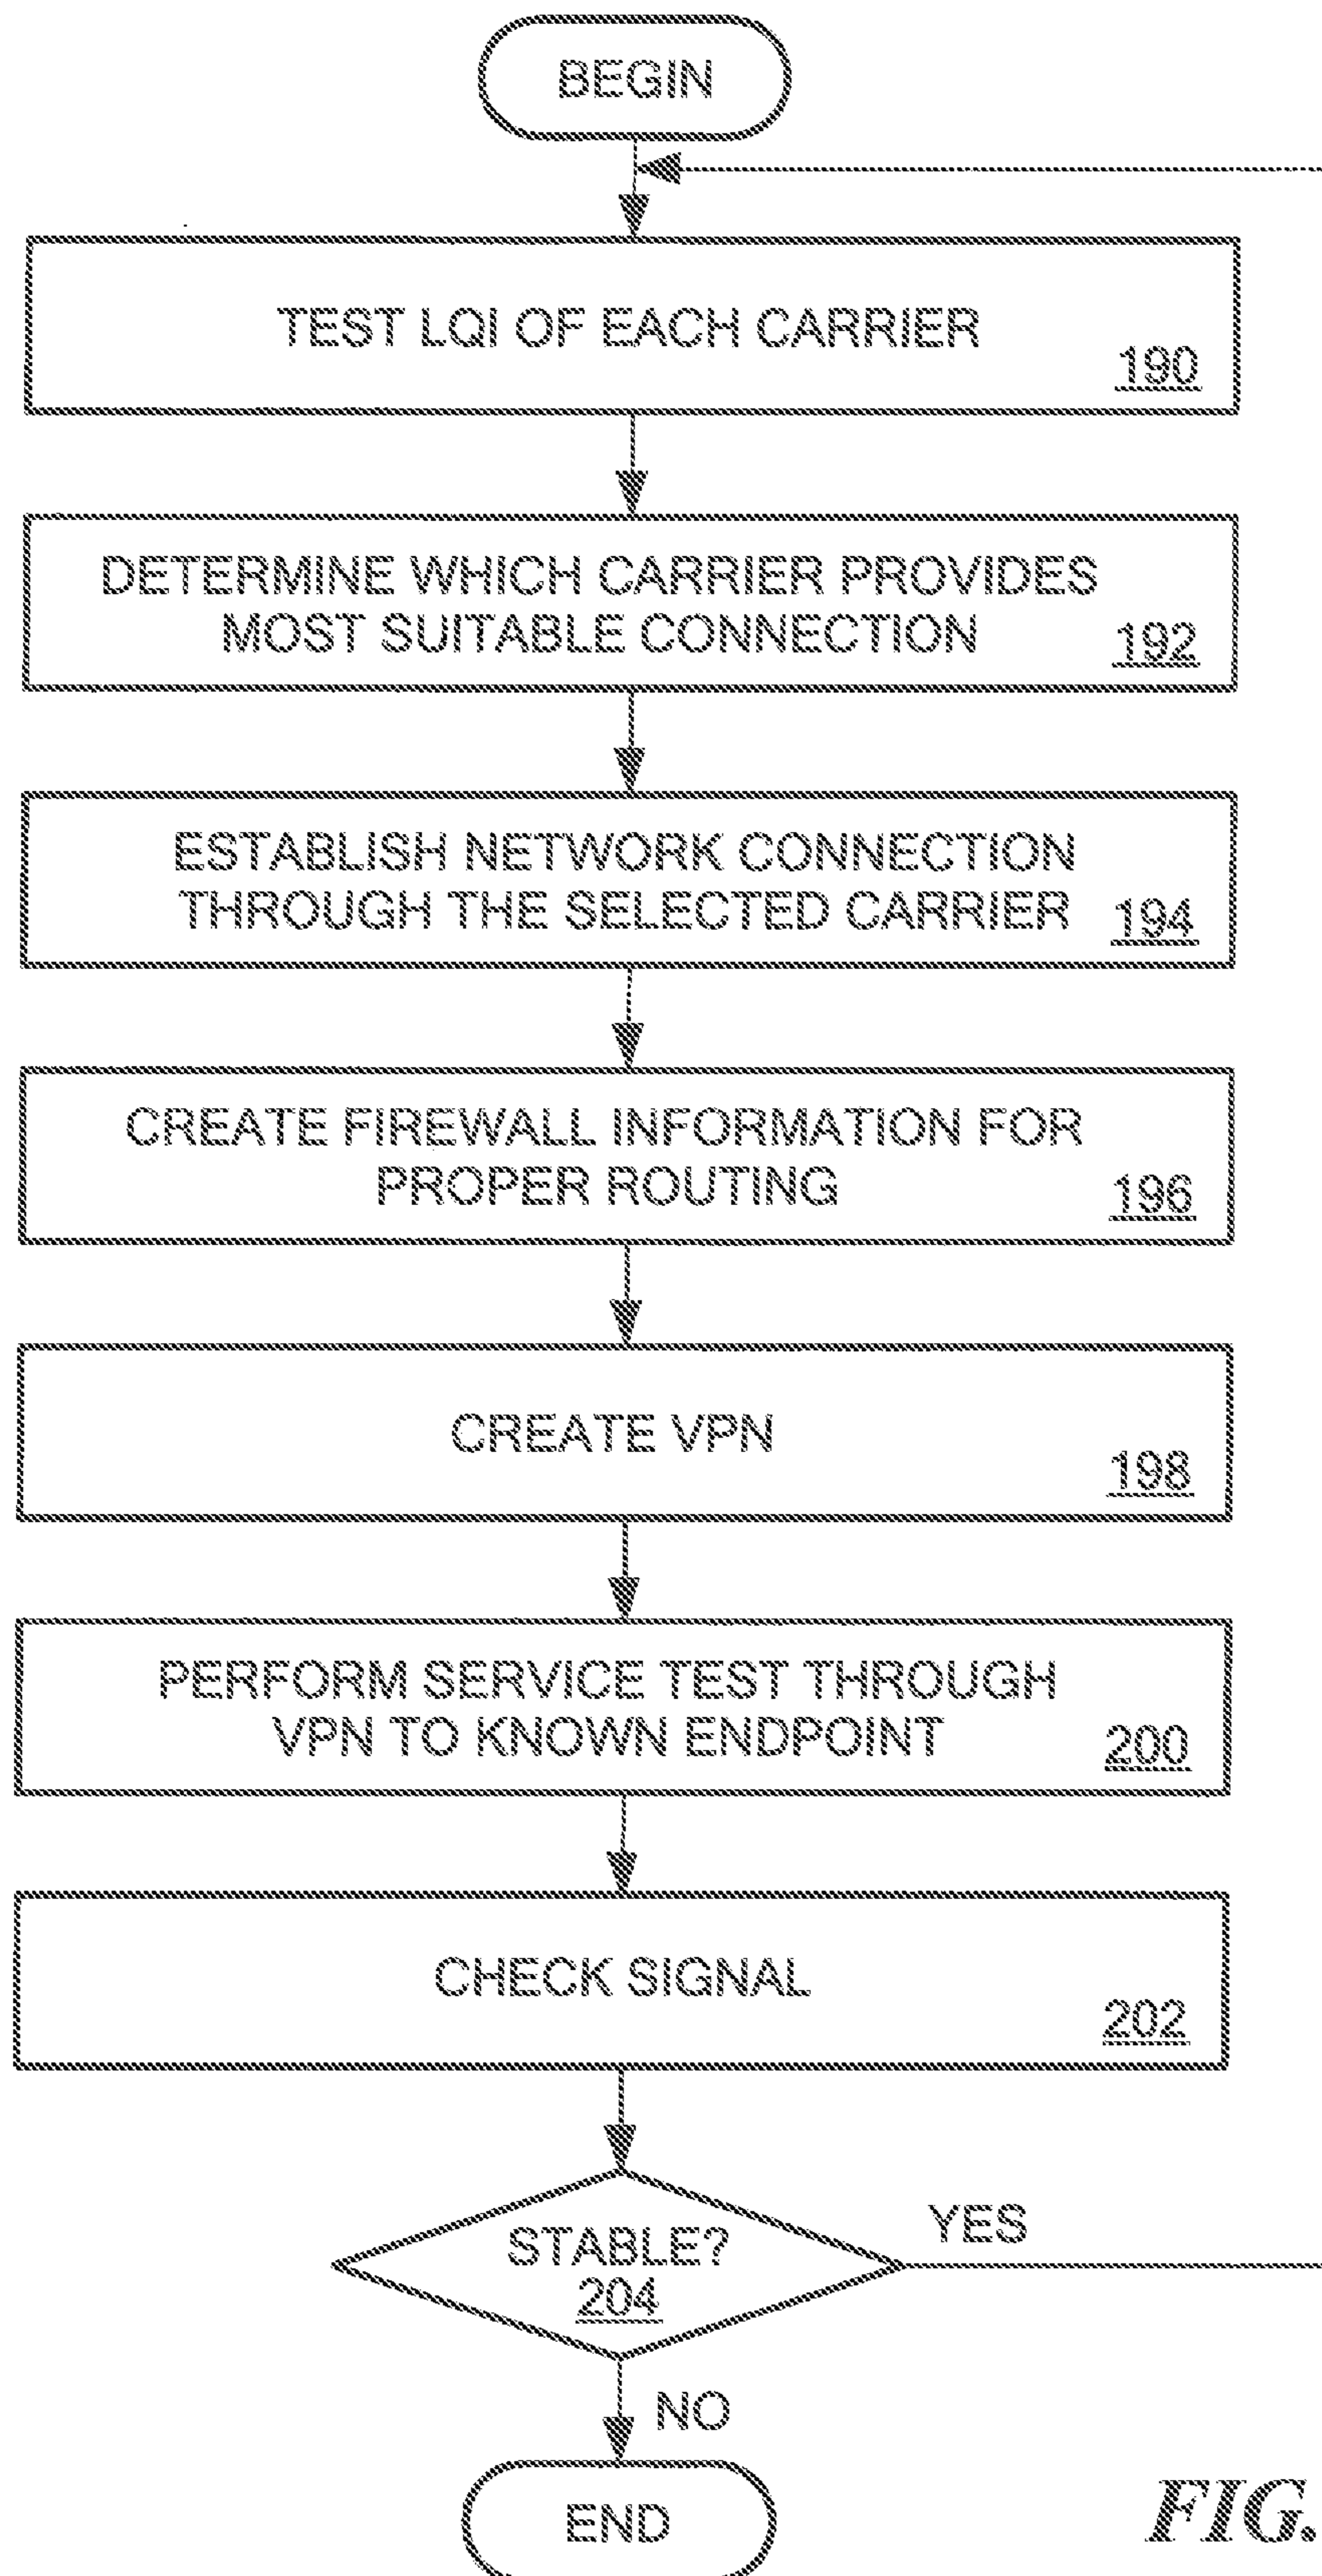 BEGIN
TEST LQI OF EACH CARRIER
190
DETERMINE WHICH CARRIER PROVIDES
MOST SUITABLE CONNECTION
192
ESTABLISH NETWORK CONNECTION
THROUGH THE SELECTED CARRIER
194
CREATE FIREWALL INFORMATION FOR
PROPER ROUTING
196
CREATE VPN
198
PERFORM SERVICE TEST THROUGH
VPN TO KNOWN ENDPOINT
200
CHECK SIGNAL
202
STABLE?
204
YES
NO
END
FIG.